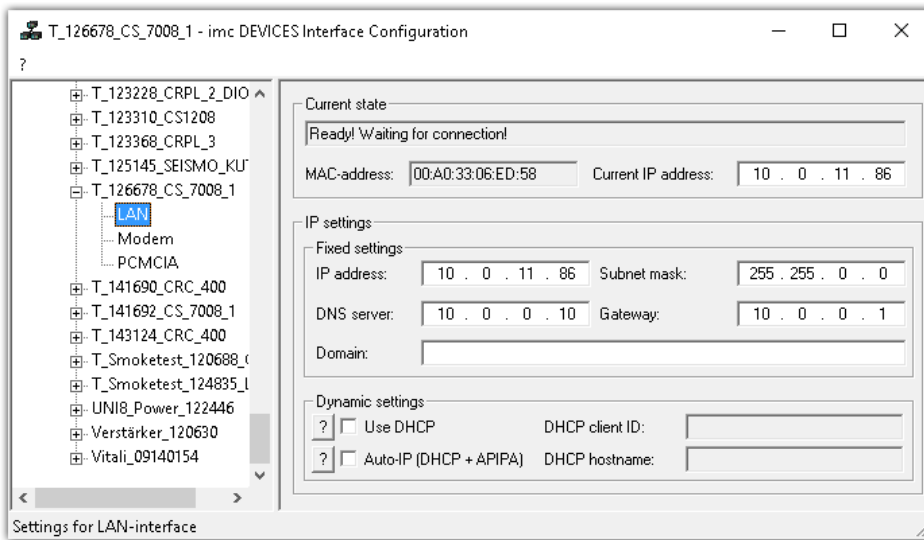 T_126678_CS_7008_1 - imc DEVICES Interface Configuration
?
T_123228_CRPL_2_DIO
T_123310_CS1208
T_123368_CRPL_3
T_125145_SEISMO_KU
T_126678_CS_7008_1
LAN
Modem
PCMCIA
T_141690_CRC_400
T_141692_CS_7008_1
T_143124_CRC_400
T_Smoketest_120688_
T_Smoketest_124835_L
UNI8_Power_122446
Verstärker_120630
Vitali_09140154
Current state
Ready! Waiting for connection!
MAC-address: 00:A0:33:06:ED:58 Current IP address: 10 . 0 . 11 . 86
IP settings
Fixed settings
IP address: 10 . 0 . 11 . 86 Subnet mask: 255 . 255 . 0 . 0
DNS server: 10 . 0 . 0 . 10 Gateway: 10 . 0 . 0 . 1
Domain:
Dynamic settings
? Use DHCP DHCP client ID:
? Auto-IP (DHCP + APIPA) DHCP hostname:
Settings for LAN-interface